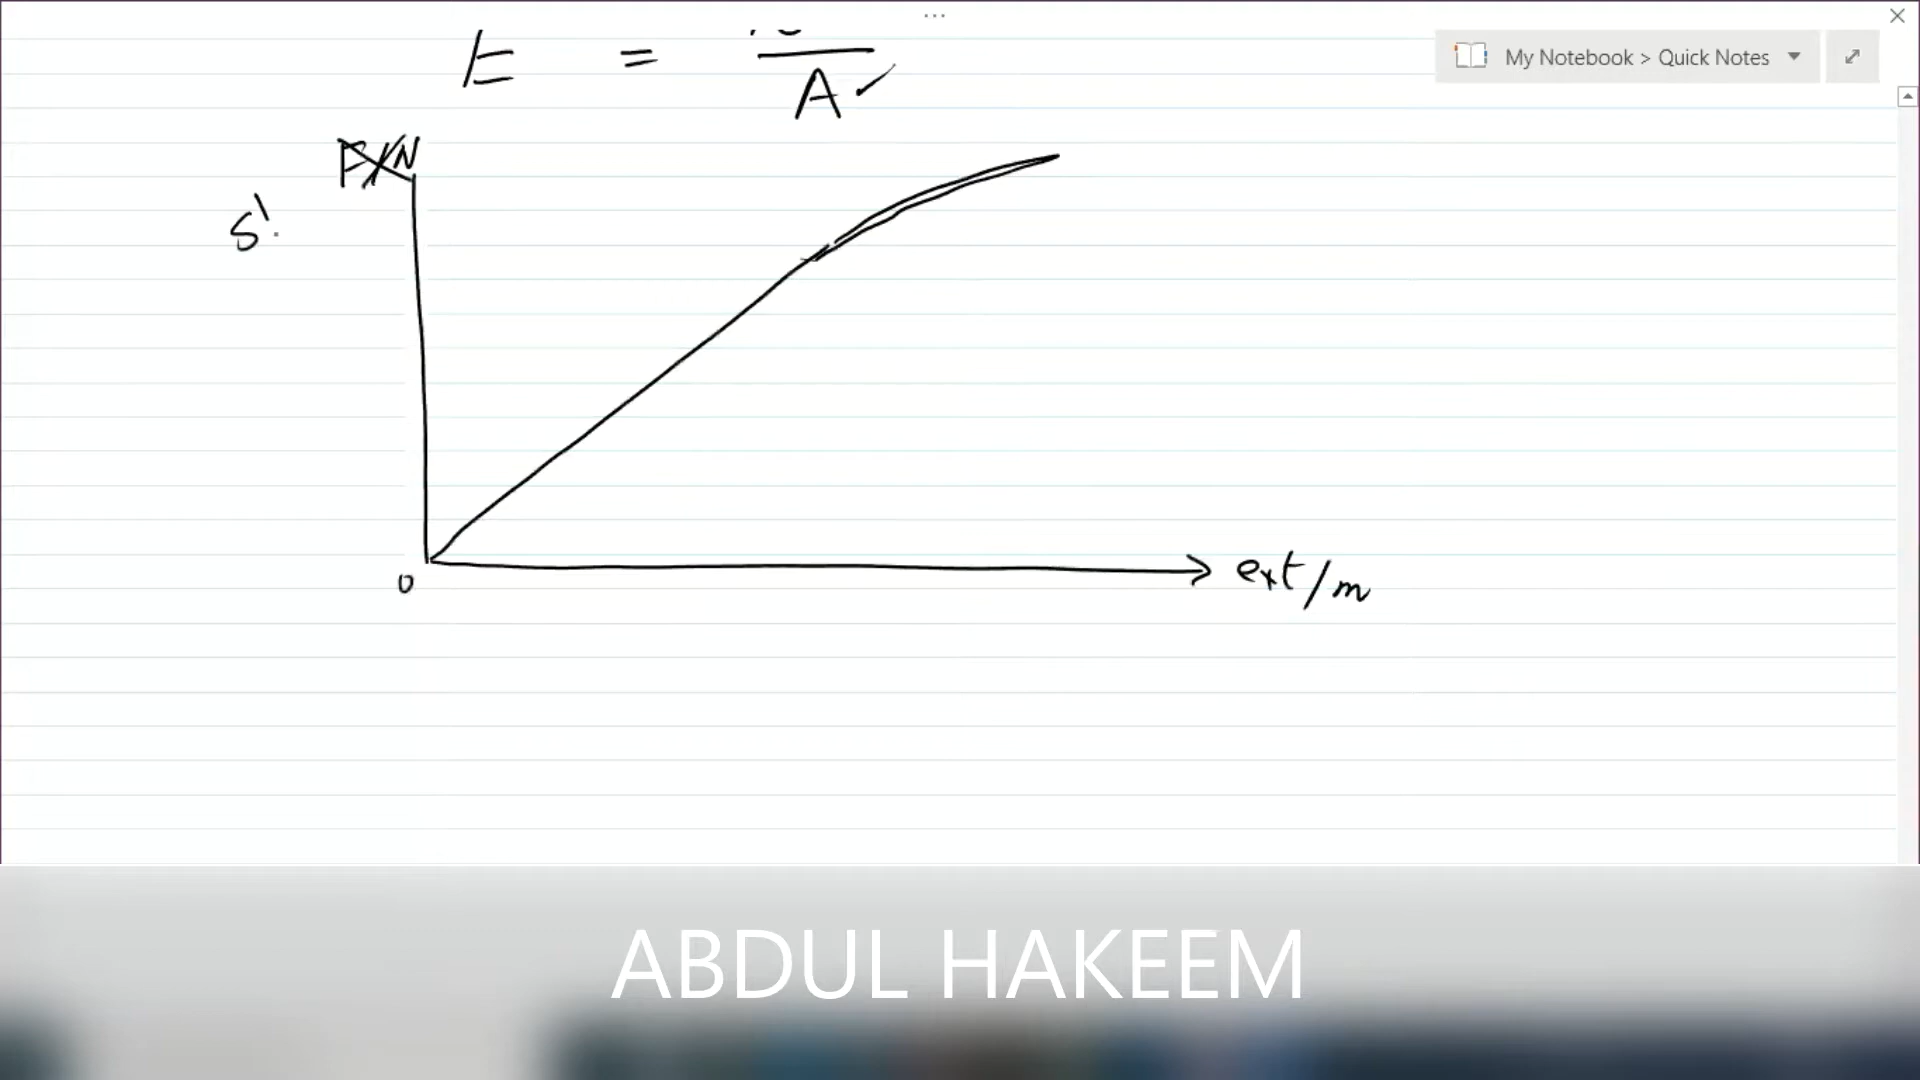 My Notebook > Quick Notes
E =
A
F/N
S
0
ext/m
ABDUL HAKEEM